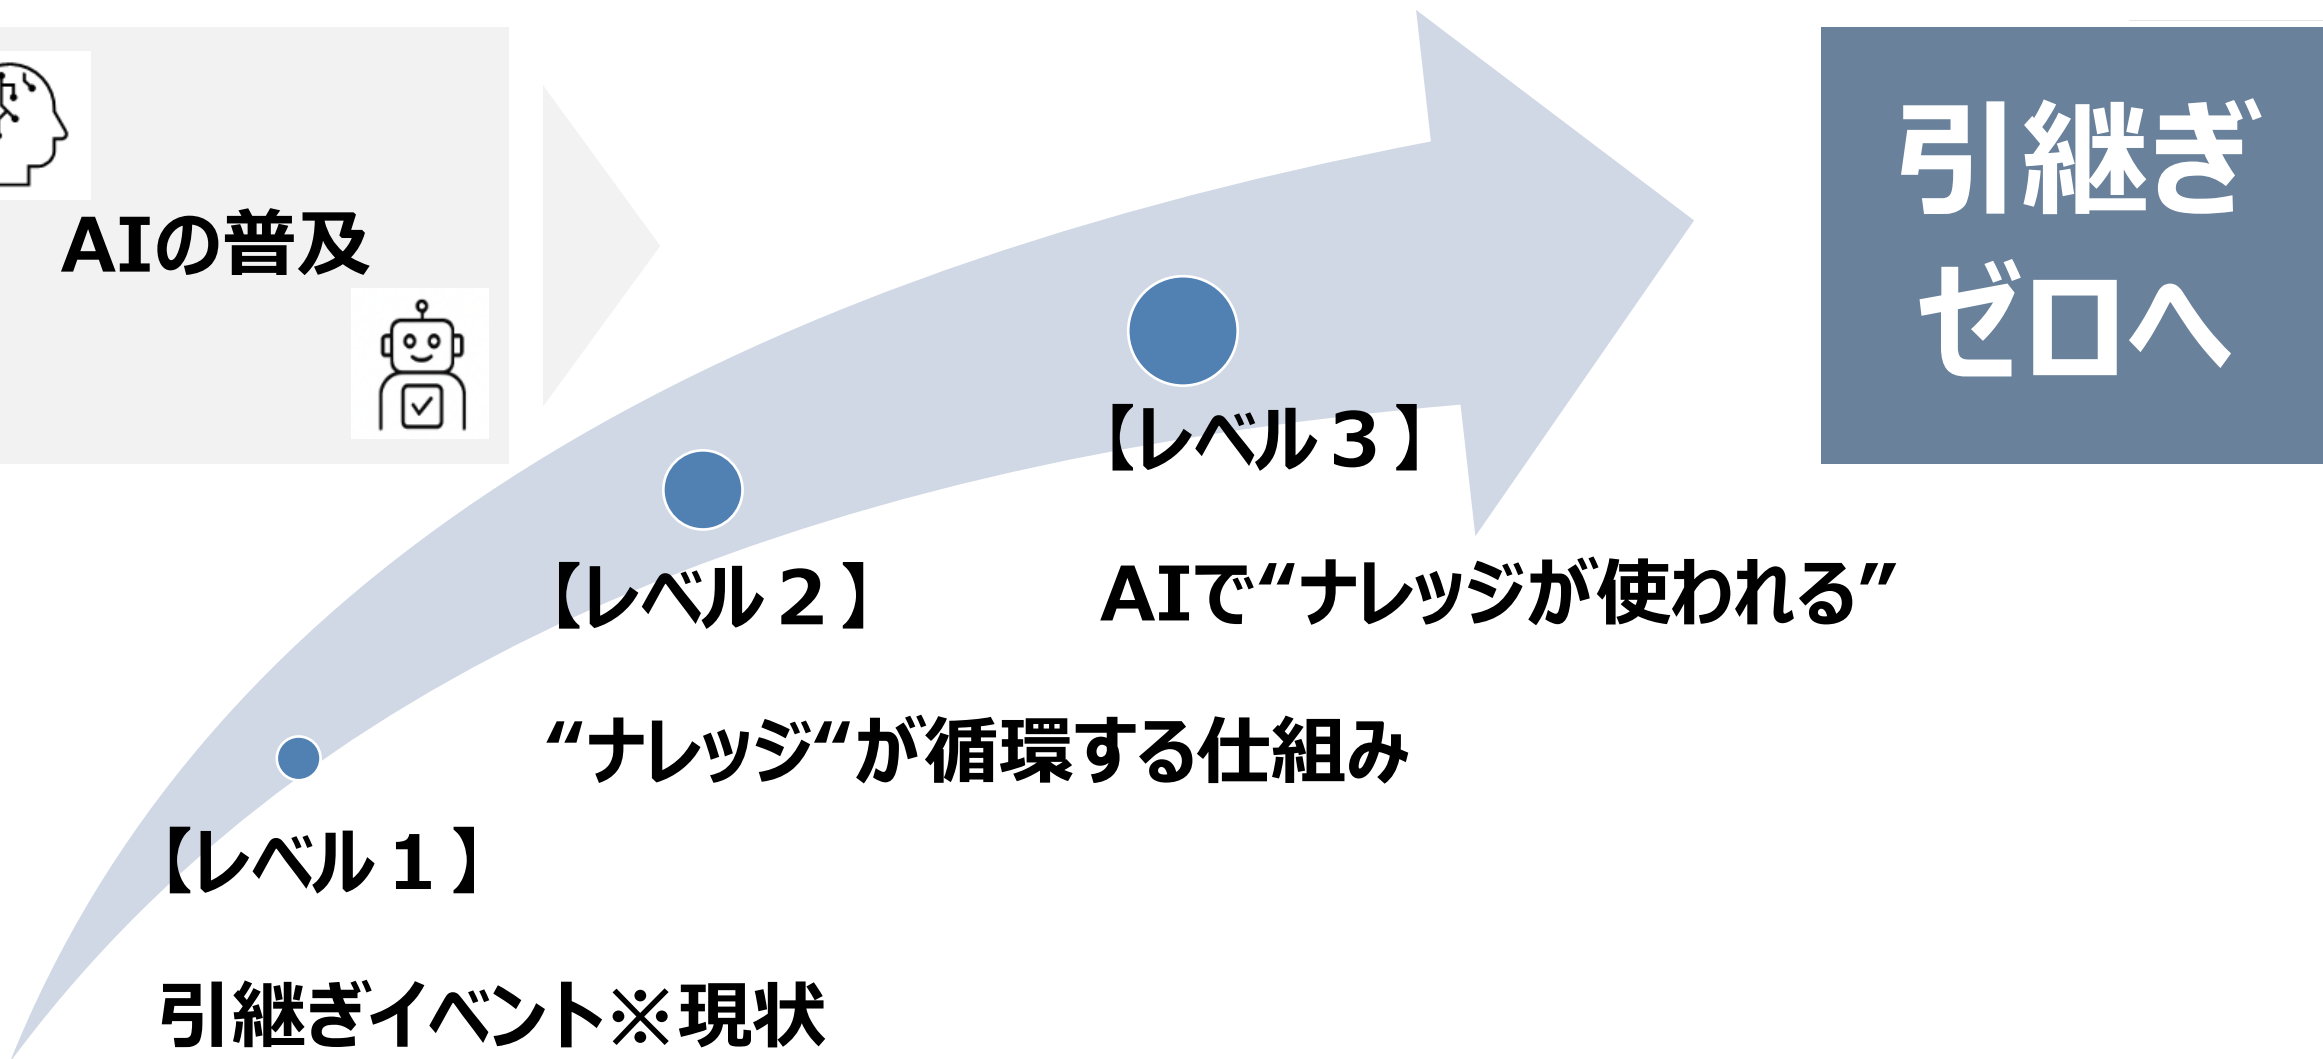 AIの普及
引継ぎ
ゼロへ
【レベル３】
AIで“ナレッジが使われる”
【レベル２】
“ナレッジ“が循環する仕組み
【レベル１】
引継ぎイベント※現状